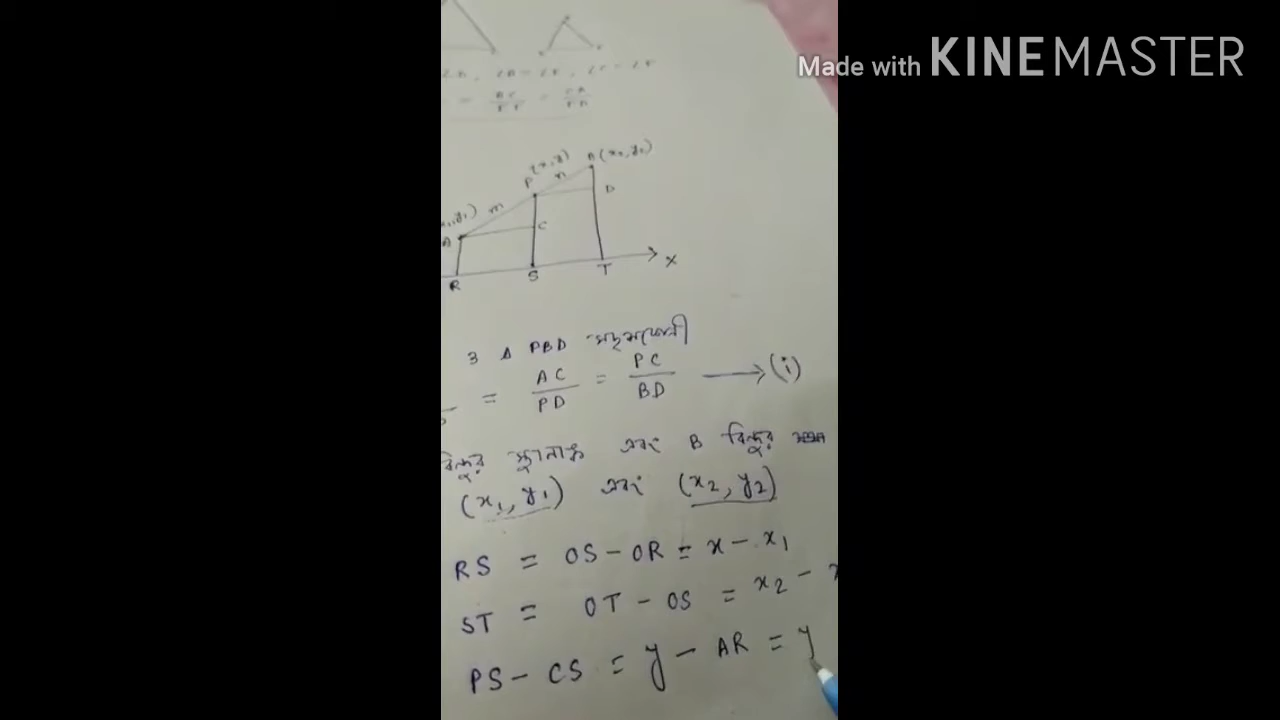 Made with KINEMASTER
P(x,y)
B(x₂,y₂)
n
m
D
A
C
R
S
T
X
ও Δ PBD সদৃশকোণী
= AC/PD = PC/BD ⟶ (i)
বিন্দুর স্থানাঙ্ক এবং B বিন্দুর
(x₁, y₁) এবং (x₂, y₂)
RS = OS - OR = x - x₁
ST = OT - OS = x₂ -
PS - CS = y - AR = y